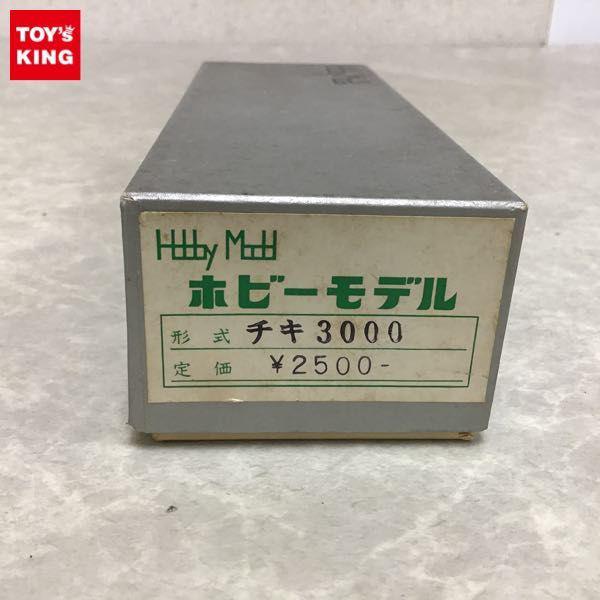 TOY'S
KING
Hobby Model
ホビーモデル
形式 チキ3000
定価 ¥2500-